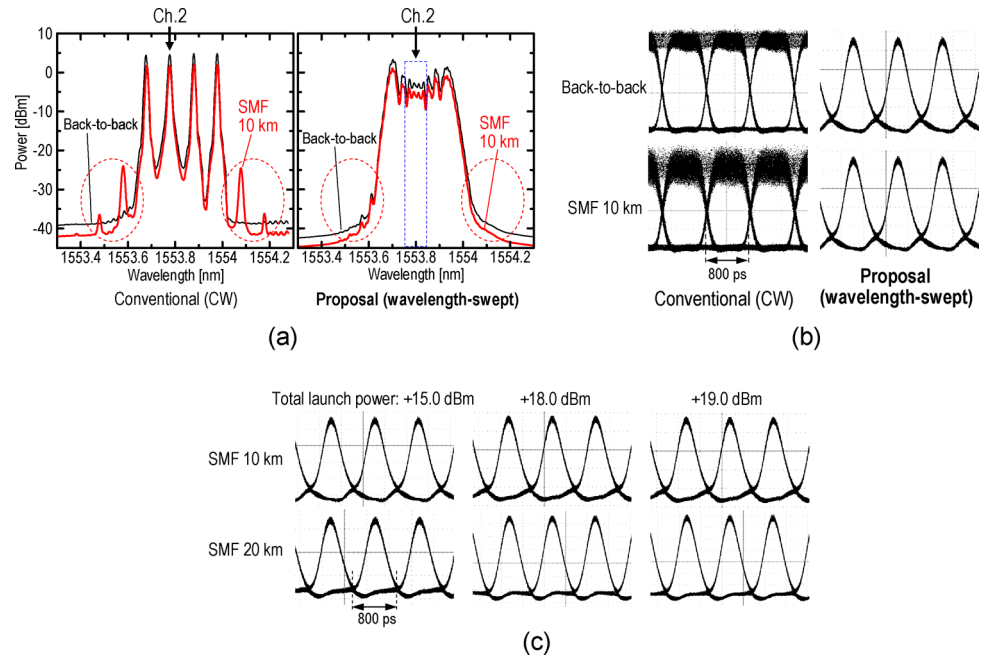 Ch.2
Ch.2
10
0
-10
-20
-30
-40
Power [dBm]
Back-to-back
SMF
10 km
Back-to-back
SMF
10 km
1553.4
1553.6
1553.8
1554
1554.2
Wavelength [nm]
Conventional (CW)
1553.4
1553.6
1553.8
1554
1554.2
Wavelength [nm]
Proposal (wavelength-swept)
(a)
Back-to-back
SMF 10 km
800 ps
Conventional (CW)
Proposal
(wavelength-swept)
(b)
Total launch power: +15.0 dBm
+18.0 dBm
+19.0 dBm
SMF 10 km
SMF 20 km
800 ps
(c)